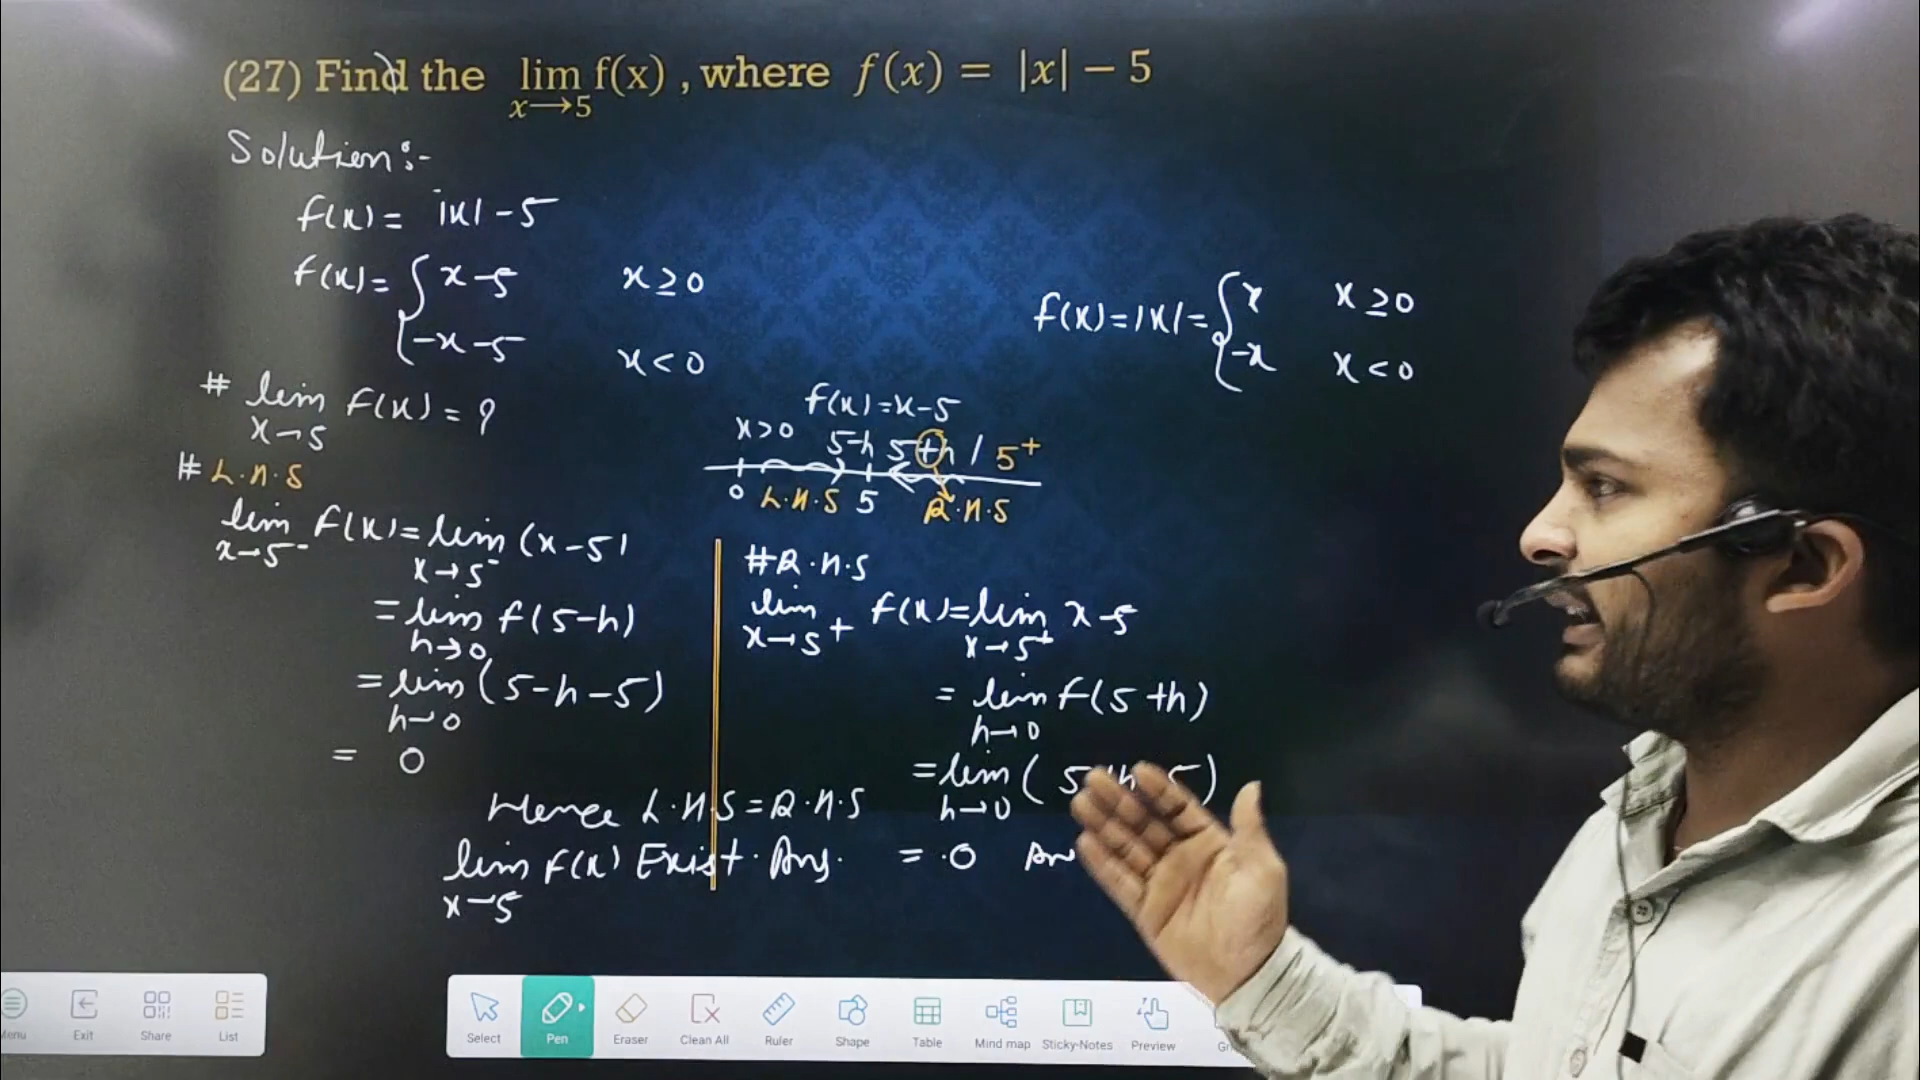 (27) Find the lim x→5 f(x) , where f(x) = |x| − 5
Solution:-
f(x) = |x| - 5
f(x) = { x - 5 x ≥ 0
-x - 5 x < 0
f(x) = |x| = { x x ≥ 0
-x x < 0
# lim x→5 f(x) = ?
f(x) = x - 5
x > 0 5-h 5+h / 5+
0 L.H.S 5 R.H.S
# L.H.S
lim x→5- f(x) = lim x→5- (x - 5)
= lim h→0 f(5-h)
= lim h→0 (5-h-5)
= 0
# R.H.S
lim x→5+ f(x) = lim x→5+ x - 5
= lim h→0 f(5+h)
= lim h→0 (5+h-5)
= 0
Hence L.H.S = R.H.S
lim x→5 f(x) Exist. Ans.
Exit Share List
Select Pen Eraser Clean All Ruler Shape Table Mind map Sticky-Notes Preview